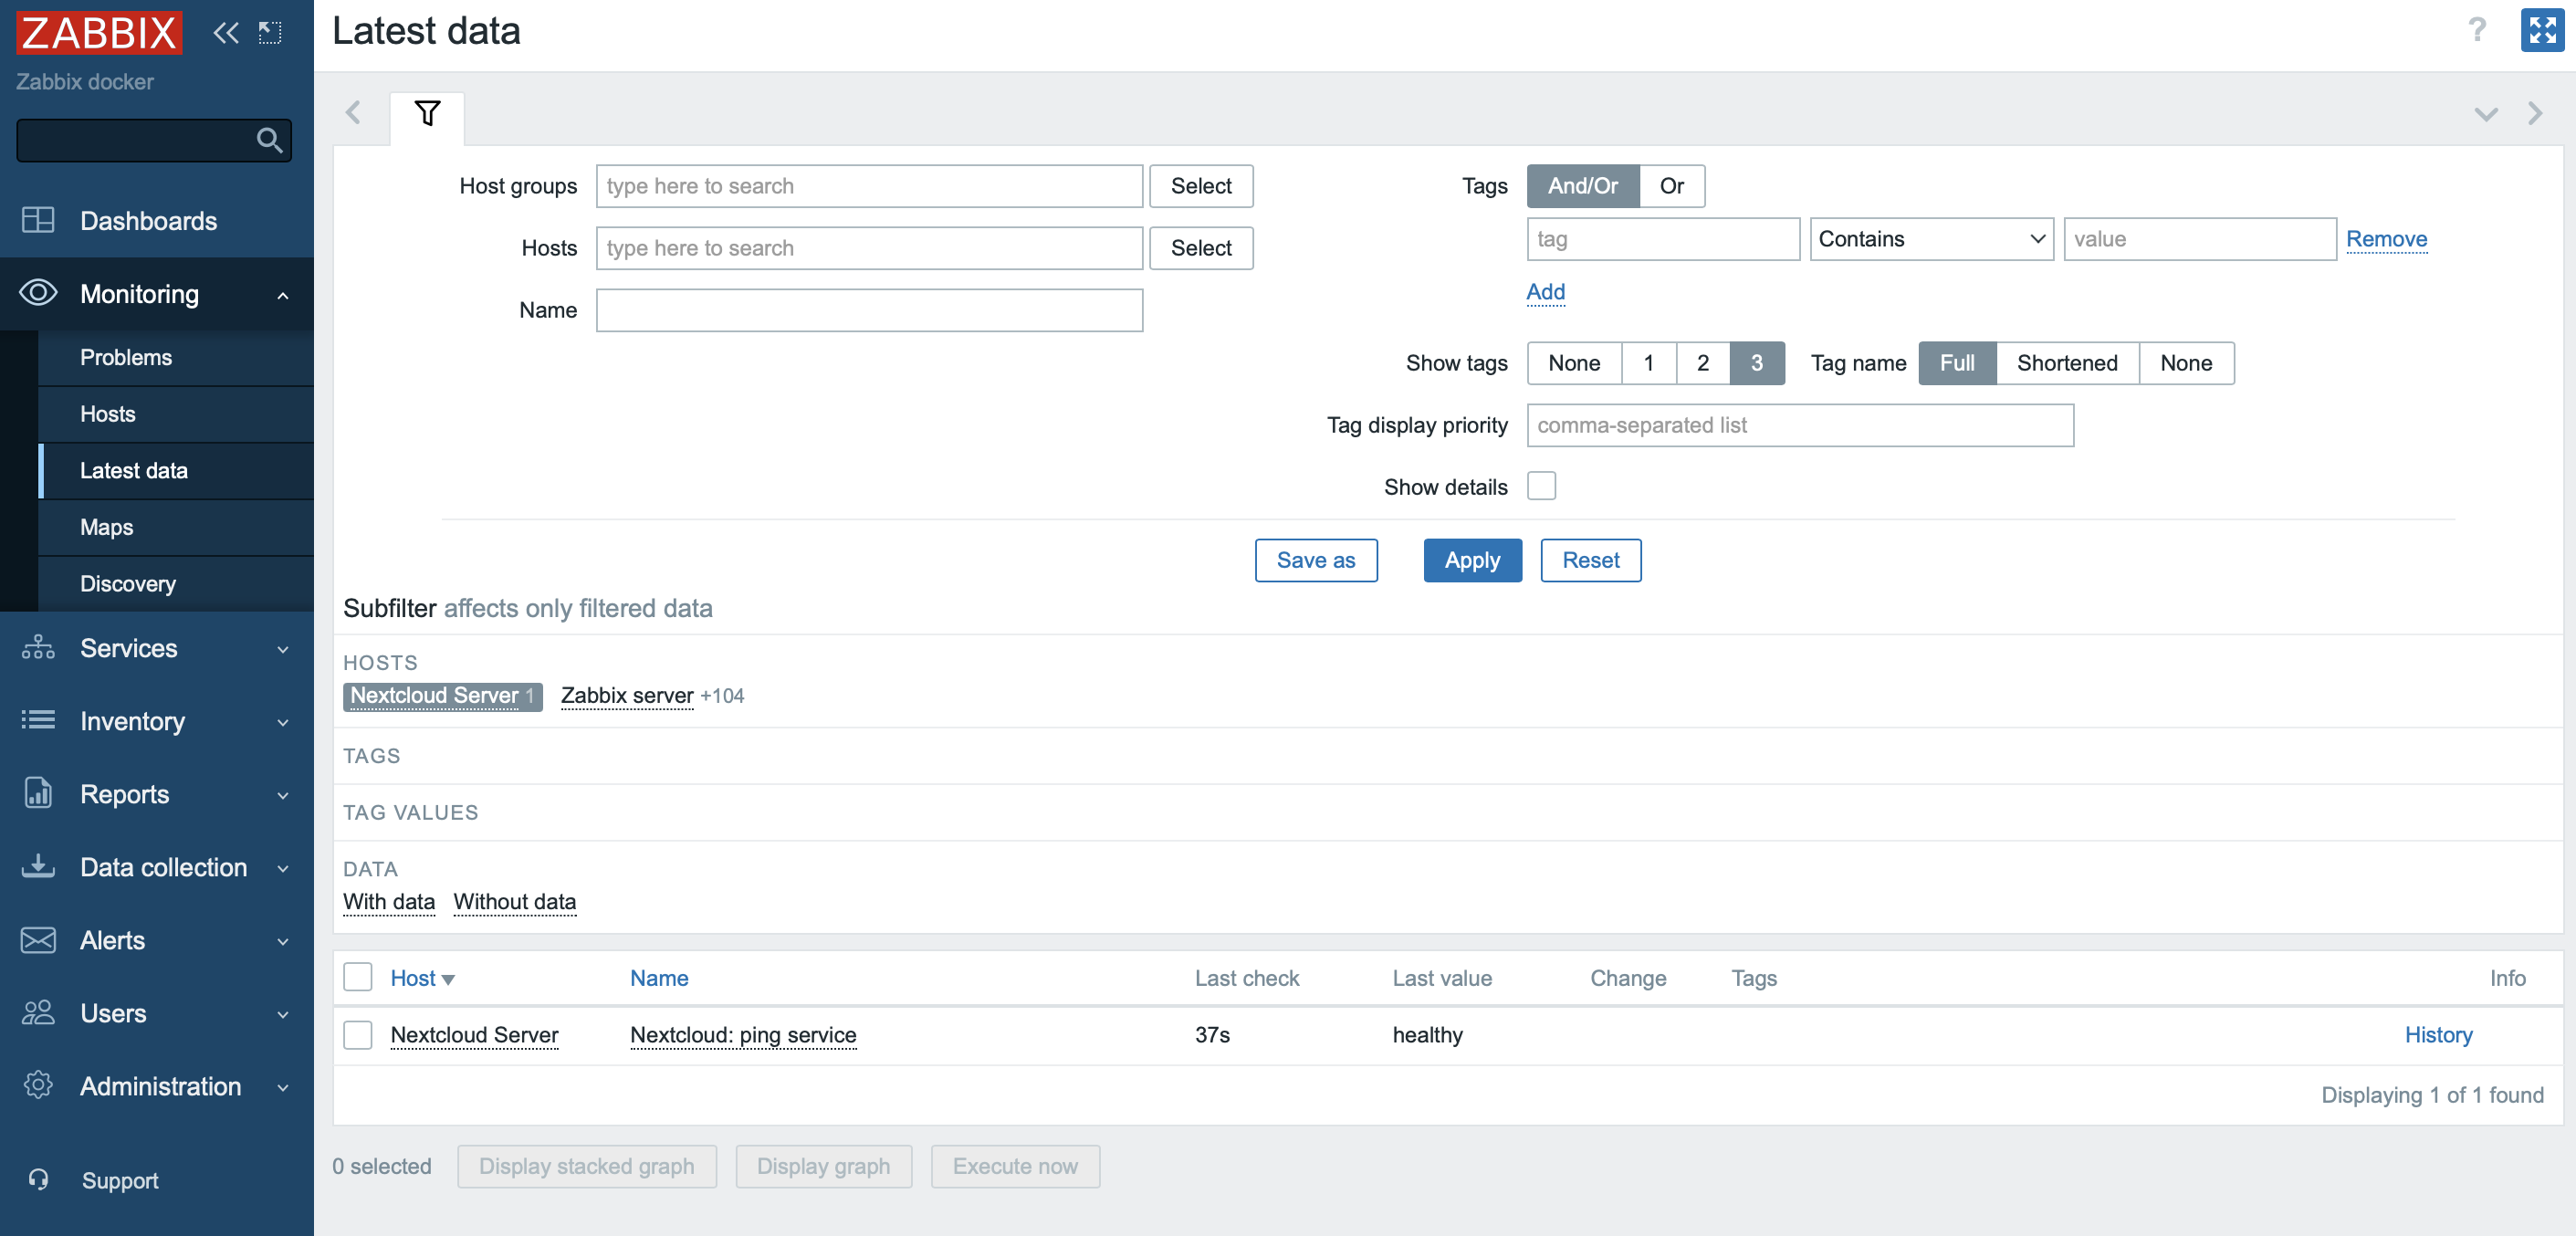 ZABBIX
Zabbix docker
Dashboards
Monitoring
Problems
Hosts
Latest data
Maps
Discovery
Services
Inventory
Reports
Data collection
Alerts
Users
Administration
Support
Latest data
?
Host groups type here to search Select
Hosts type here to search Select
Name
Tags And/Or Or
tag Contains value Remove
Add
Show tags None 1 2 3 Tag name Full Shortened None
Tag display priority comma-separated list
Show details
Save as Apply Reset
Subfilter affects only filtered data
HOSTS
Nextcloud Server 1 Zabbix server +104
TAGS
TAG VALUES
DATA
With data Without data
Host Name Last check Last value Change Tags Info
Nextcloud Server Nextcloud: ping service 37s healthy History
Displaying 1 of 1 found
0 selected Display stacked graph Display graph Execute now